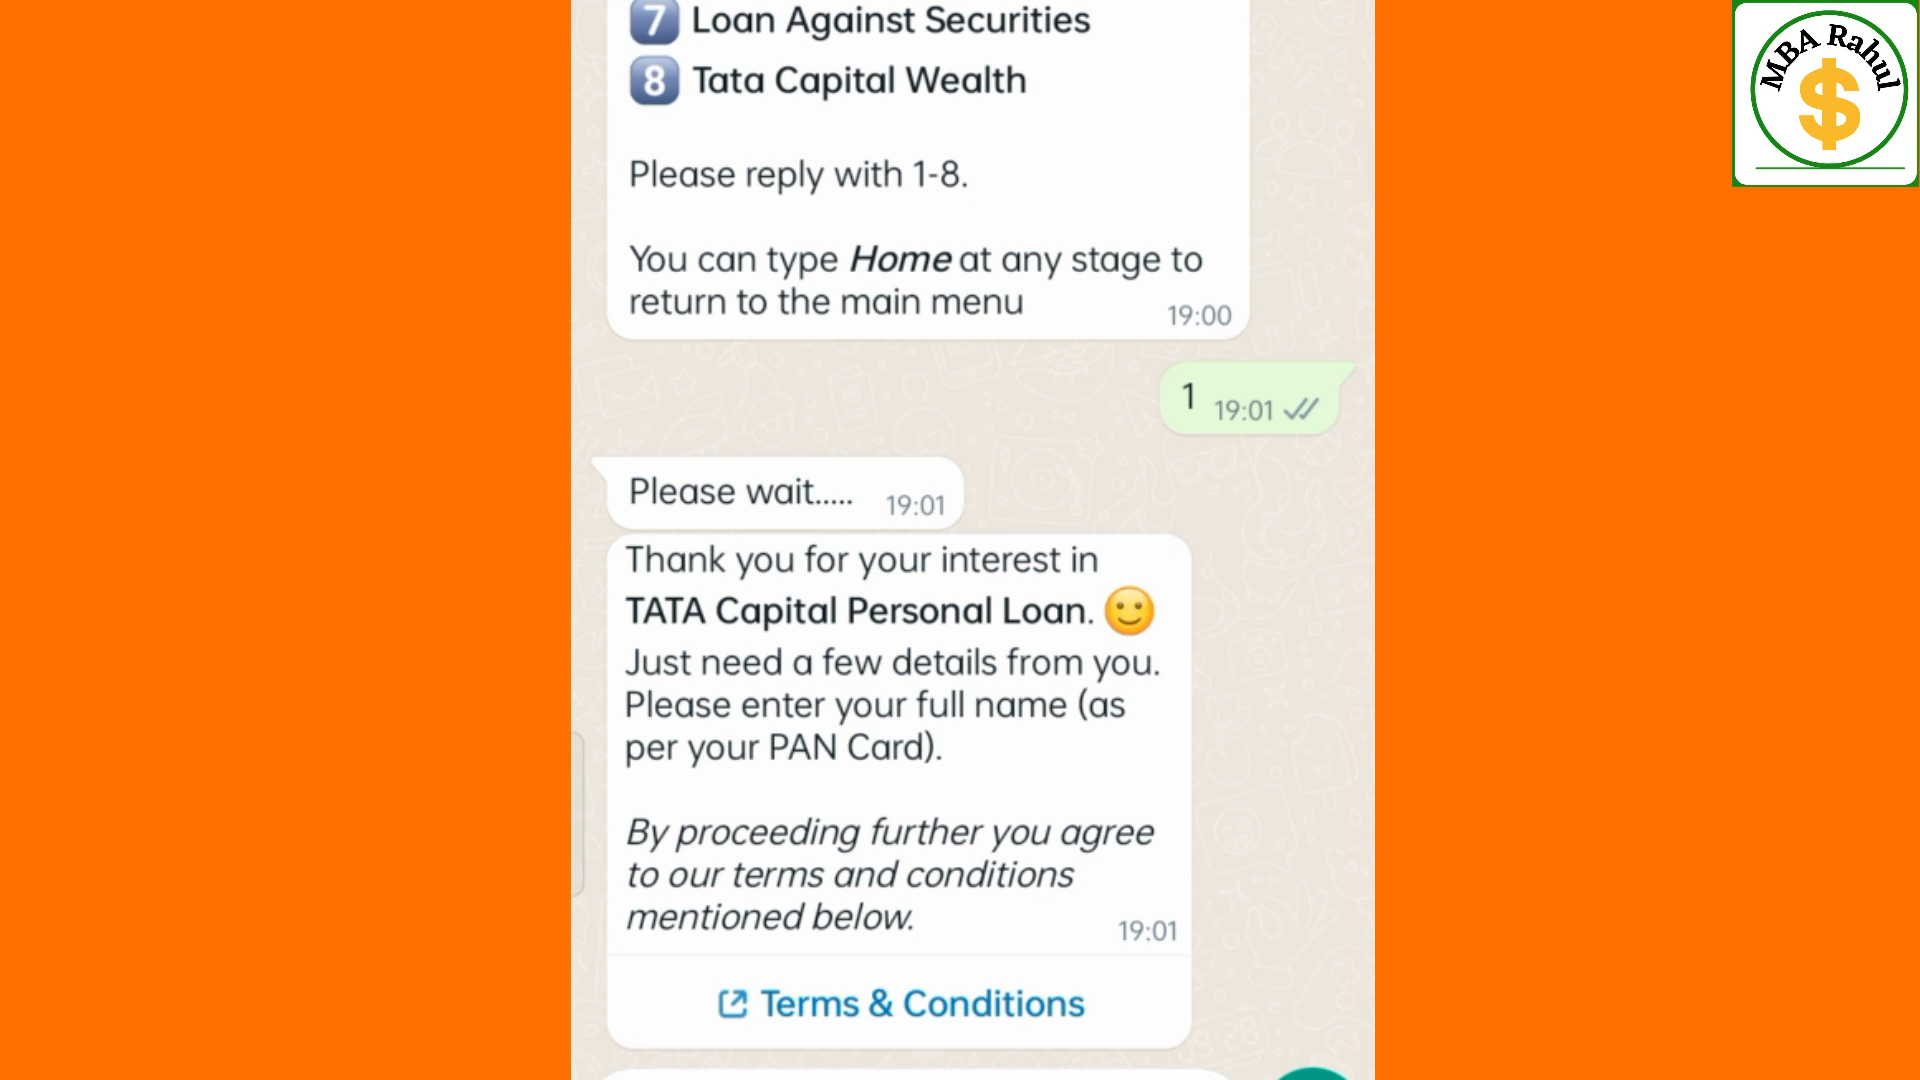 7 Loan Against Securities
8 Tata Capital Wealth
Please reply with 1-8.
You can type Home at any stage to
return to the main menu
19:00
1 19:01
Please wait..... 19:01
Thank you for your interest in
TATA Capital Personal Loan. 🙂
Just need a few details from you.
Please enter your full name (as
per your PAN Card).
By proceeding further you agree
to our terms and conditions
mentioned below.
19:01
Terms & Conditions
MBA Rahul
$